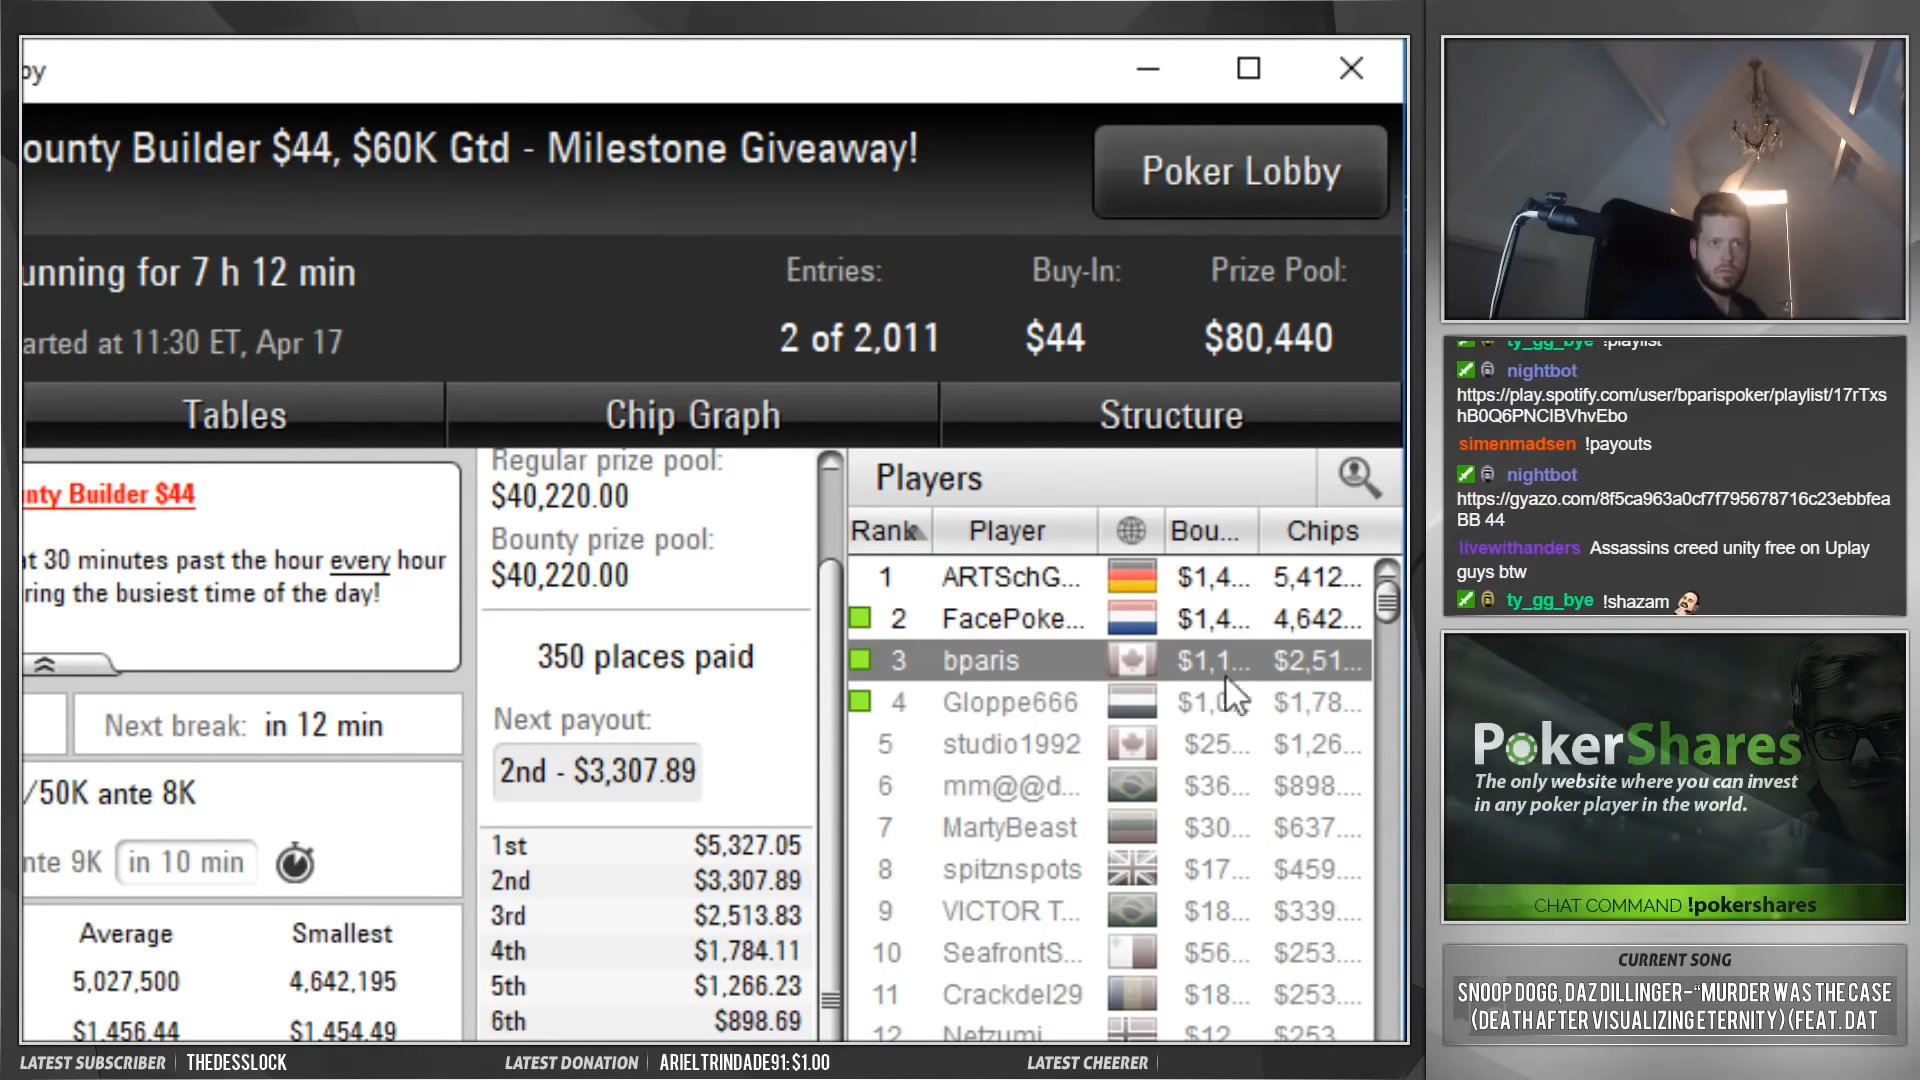 by
ounty Builder $44, $60K Gtd - Milestone Giveaway!
Poker Lobby
unning for 7 h 12 min
arted at 11:30 ET, Apr 17
Entries:
2 of 2,011
Buy-In:
$44
Prize Pool:
$80,440
Tables
Chip Graph
Structure
nty Builder $44
t 30 minutes past the hour every hour
ring the busiest time of the day!
Next break: in 12 min
/50K ante 8K
nte 9K in 10 min
Average Smallest
5,027,500 4,642,195
$1,456.44 $1,454.49
Regular prize pool:
$40,220.00
Bounty prize pool:
$40,220.00
350 places paid
Next payout:
2nd - $3,307.89
1st $5,327.05
2nd $3,307.89
3rd $2,513.83
4th $1,784.11
5th $1,266.23
6th $898.69
Players
Rank Player Bou... Chips
1 ARTSchG... $1,4... 5,412...
2 FacePoke... $1,4... 4,642...
3 bparis $1,1... $2,51...
4 Gloppe666 $1,0... $1,78...
5 studio1992 $25... $1,26...
6 mm@@d... $36... $898....
7 MartyBeast $30... $637....
8 spitznspots $17... $459....
9 VICTOR T... $18... $339....
10 SeafrontS... $56... $253....
11 Crackdel29 $18... $253....
12 Netzumi $12 $253
ty_gg_bye !playlist
nightbot
https://play.spotify.com/user/bparispoker/playlist/17rTxs
hB0Q6PNCIBVhvEbo
simenmadsen !payouts
nightbot
https://gyazo.com/8f5ca963a0cf7f795678716c23ebbfea
BB 44
livewithanders Assassins creed unity free on Uplay
guys btw
ty_gg_bye !shazam
PokerShares
The only website where you can invest
in any poker player in the world.
CHAT COMMAND !pokershares
CURRENT SONG
SNOOP DOGG, DAZ DILLINGER - "MURDER WAS THE CASE
(DEATH AFTER VISUALIZING ETERNITY) (FEAT. DAT
LATEST SUBSCRIBER THEDESSLOCK
LATEST DONATION ARIELTRINDADE91: $1.00
LATEST CHEERER